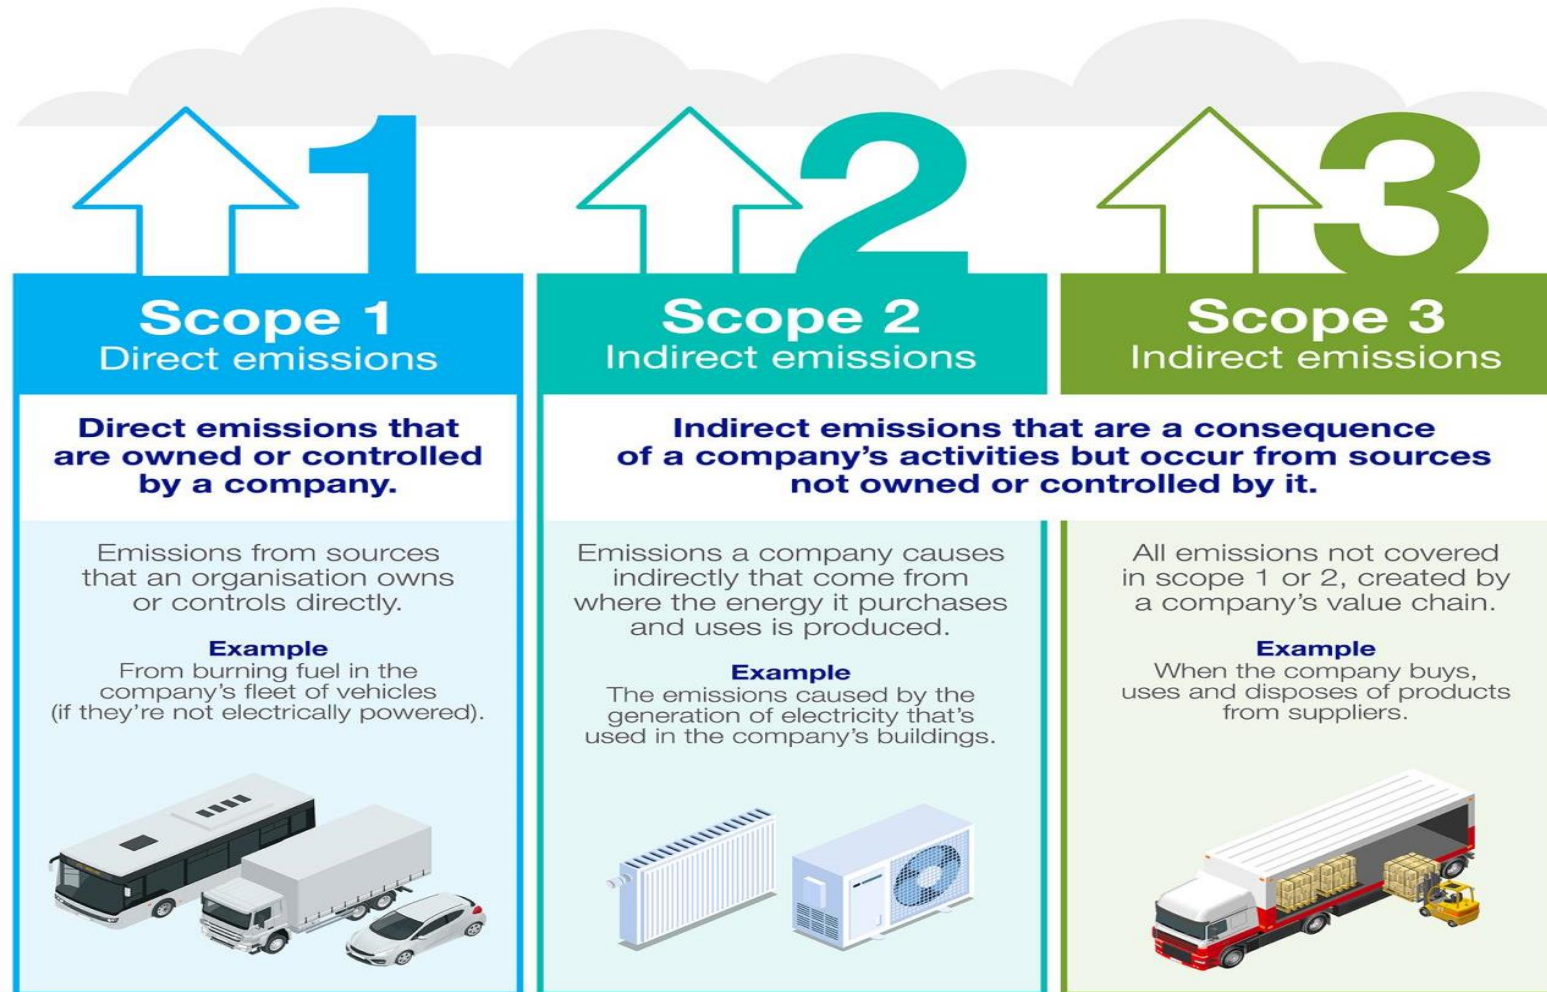 1
2
3
Scope 1
Direct emissions
Scope 2
Indirect emissions
Scope 3
Indirect emissions
Direct emissions that
are owned or controlled
by a company.
Indirect emissions that are a consequence
of a company's activities but occur from sources
not owned or controlled by it.
Emissions from sources
that an organisation owns
or controls directly.
Example
From burning fuel in the
company's fleet of vehicles
(if they're not electrically powered).
Emissions a company causes
indirectly that come from
where the energy it purchases
and uses is produced.
Example
The emissions caused by the
generation of electricity that's
used in the company's buildings.
All emissions not covered
in scope 1 or 2, created by
a company's value chain.
Example
When the company buys,
uses and disposes of products
from suppliers.